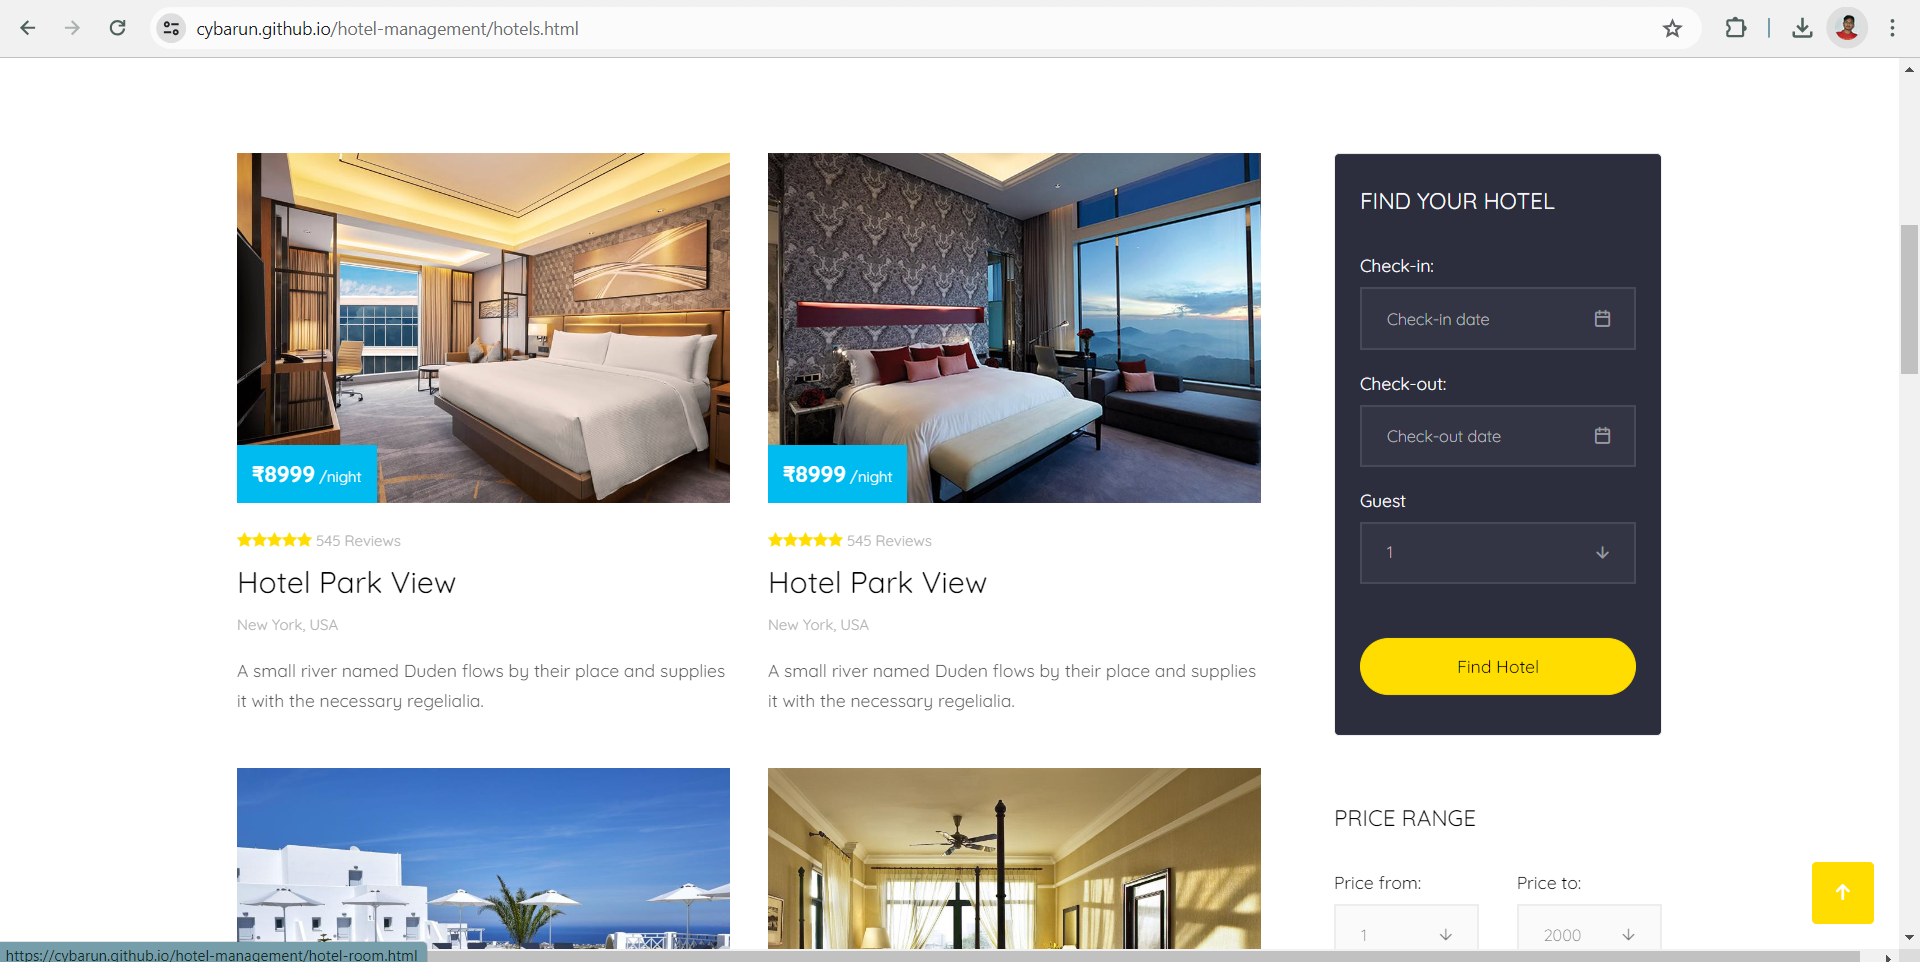 cybarun.github.io/hotel-management/hotels.html
₹8999 /night
545 Reviews
Hotel Park View
New York, USA
A small river named Duden flows by their place and supplies
it with the necessary regelialia.
₹8999 /night
545 Reviews
Hotel Park View
New York, USA
A small river named Duden flows by their place and supplies
it with the necessary regelialia.
FIND YOUR HOTEL
Check-in:
Check-in date
Check-out:
Check-out date
Guest
1
Find Hotel
PRICE RANGE
Price from:
Price to:
1
2000
https://cybarun.github.io/hotel-management/hotel-room.html